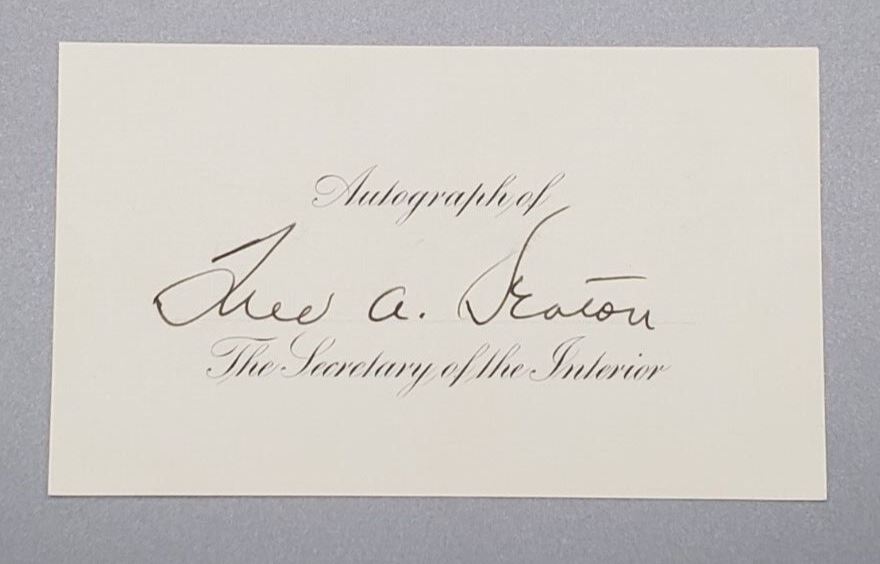 Autograph of
Fred A. Seaton
The Secretary of the Interior